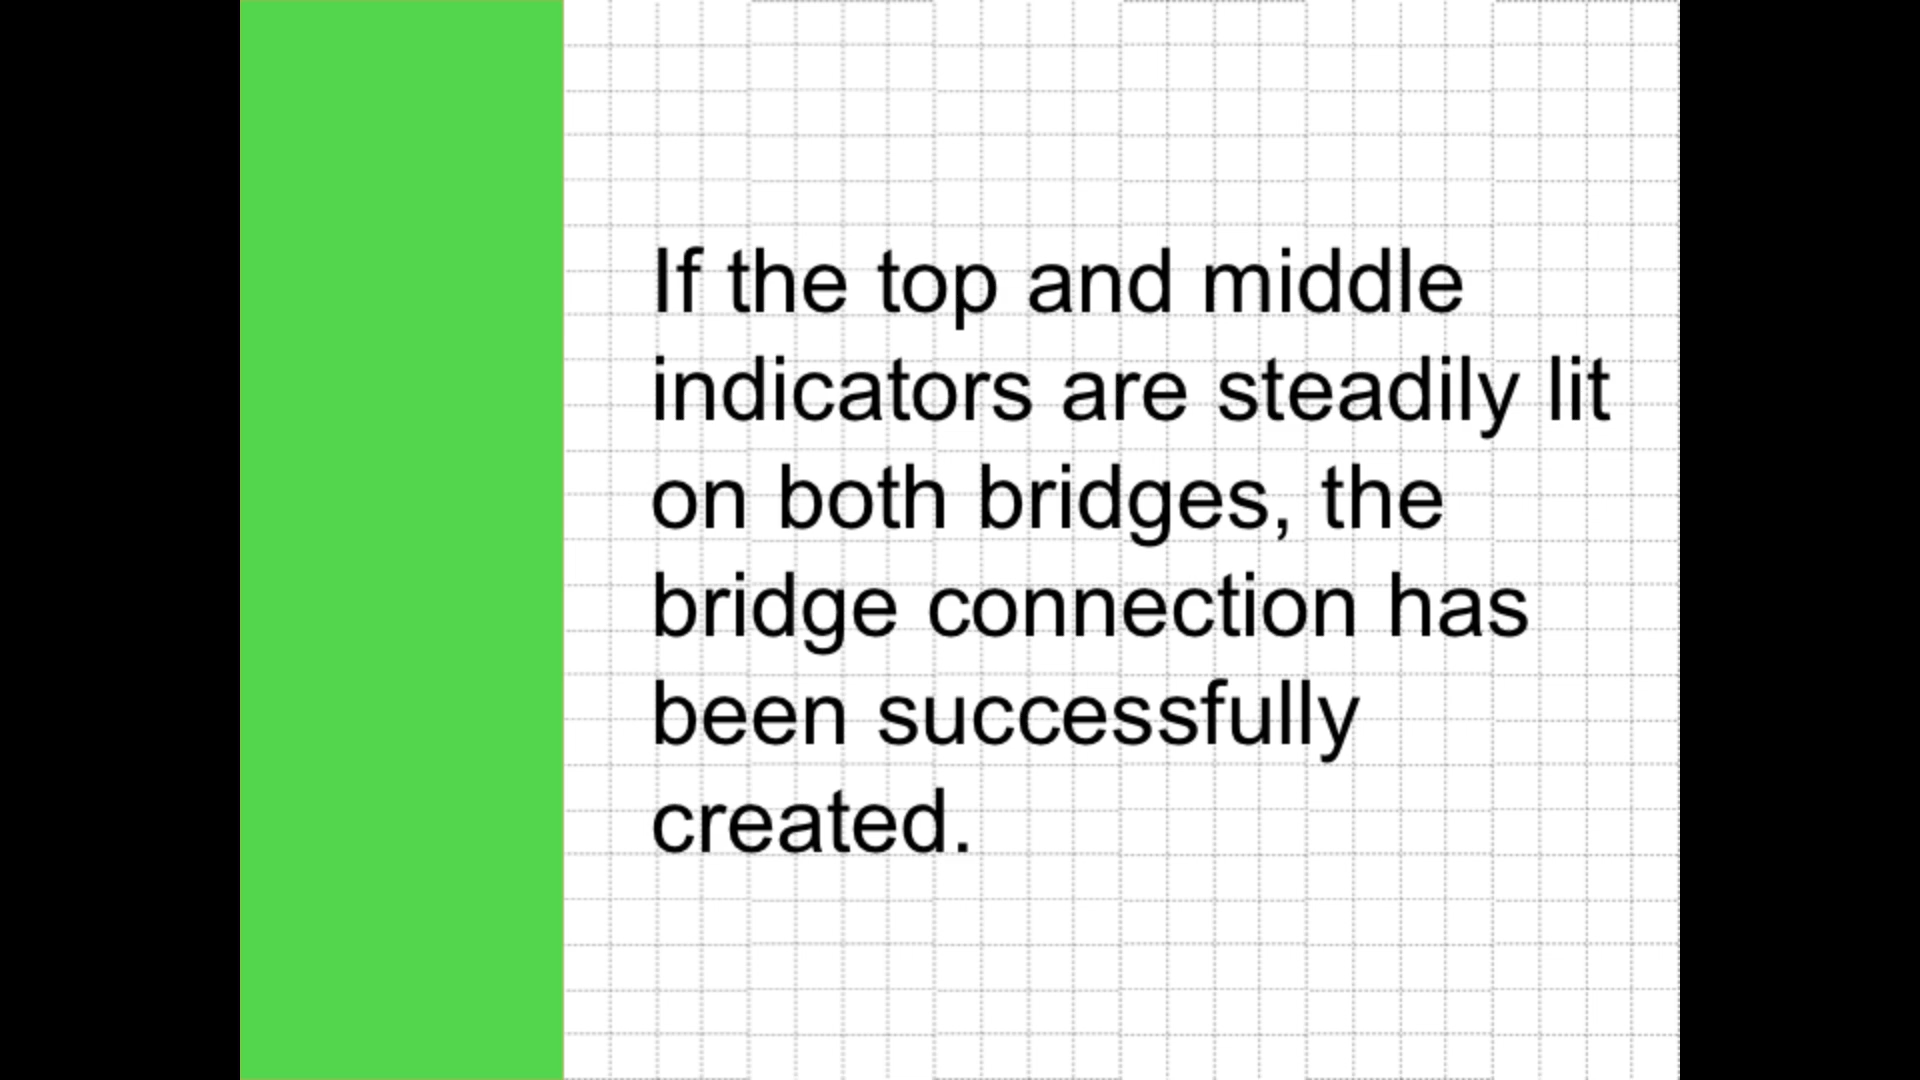 If the top and middle
indicators are steadily lit
on both bridges, the
bridge connection has
been successfully
created.